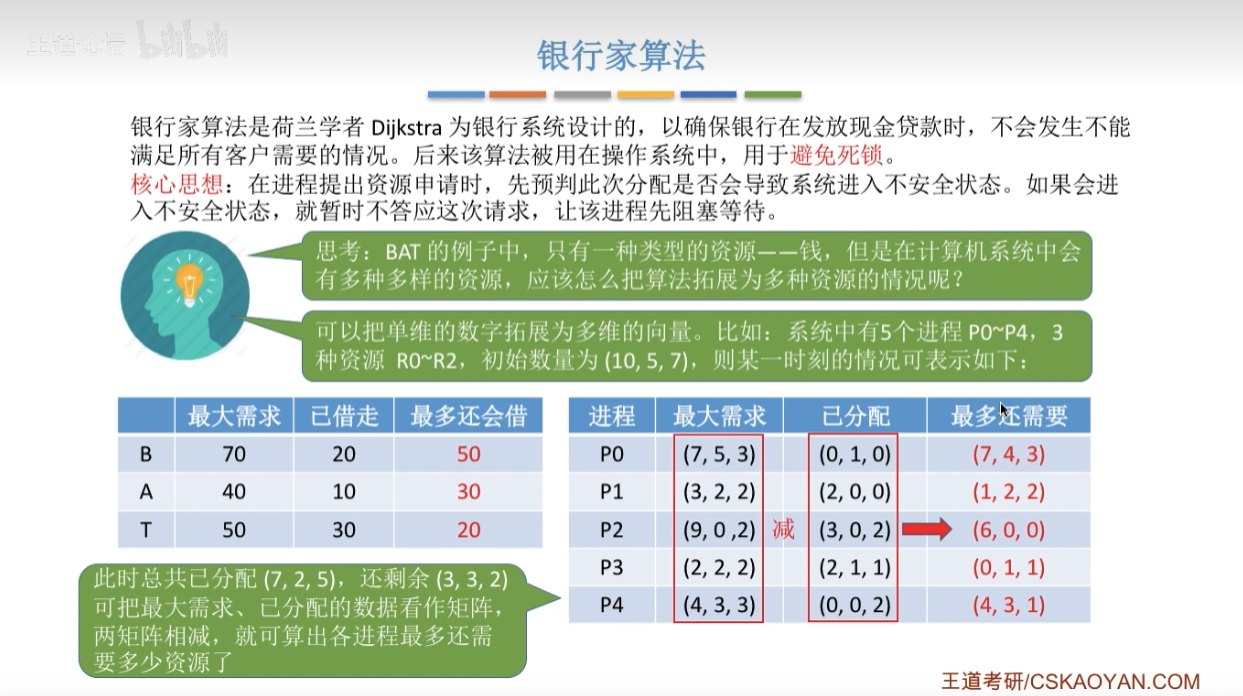 王道论坛 bilibili
银行家算法
银行家算法是荷兰学者 Dijkstra 为银行系统设计的，以确保银行在发放现金贷款时，不会发生不能
满足所有客户需要的情况。后来该算法被用在操作系统中，用于避免死锁。
核心思想：在进程提出资源申请时，先预判此次分配是否会导致系统进入不安全状态。如果会进
入不安全状态，就暂时不答应这次请求，让该进程先阻塞等待。
思考：BAT 的例子中，只有一种类型的资源——钱，但是在计算机系统中会
有多种多样的资源，应该怎么把算法拓展为多种资源的情况呢？
可以把单维的数字拓展为多维的向量。比如：系统中有5个进程 P0~P4，3
种资源 R0~R2，初始数量为 (10, 5, 7)，则某一时刻的情况可表示如下：
最大需求 已借走 最多还会借
B 70 20 50
A 40 10 30
T 50 30 20
进程 最大需求 已分配 最多还需要
P0 (7, 5, 3) (0, 1, 0) (7, 4, 3)
P1 (3, 2, 2) (2, 0, 0) (1, 2, 2)
P2 (9, 0 ,2) 减 (3, 0, 2) (6, 0, 0)
P3 (2, 2, 2) (2, 1, 1) (0, 1, 1)
P4 (4, 3, 3) (0, 0, 2) (4, 3, 1)
此时总共已分配 (7, 2, 5)，还剩余 (3, 3, 2)
可把最大需求、已分配的数据看作矩阵，
两矩阵相减，就可算出各进程最多还需
要多少资源了
王道考研/CSKAOYAN.COM